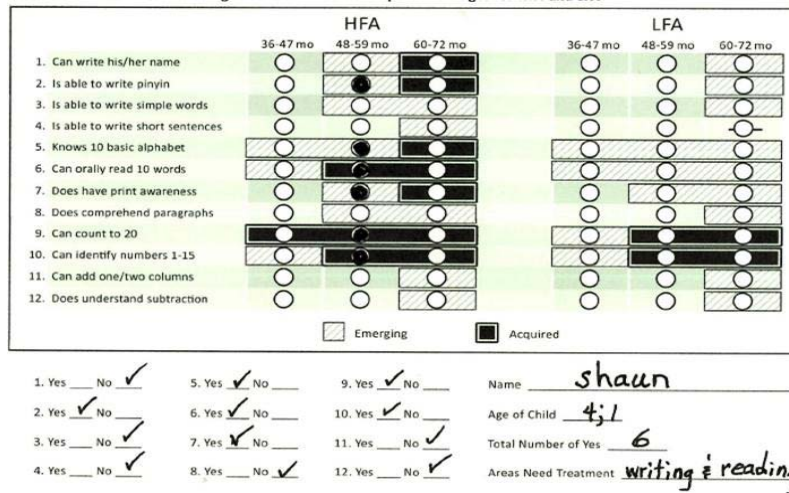 HFA LFA
36-47 mo 48-59 mo 60-72 mo 36-47 mo 48-59 mo 60-72 mo
1. Can write his/her name
2. Is able to write pinyin
3. Is able to write simple words
4. Is able to write short sentences
5. Knows 10 basic alphabet
6. Can orally read 10 words
7. Does have print awareness
8. Does comprehend paragraphs
9. Can count to 20
10. Can identify numbers 1-15
11. Can add one/two columns
12. Does understand subtraction
Emerging Acquired
1. Yes ___ No ✓ 5. Yes ✓ No ___ 9. Yes ✓ No ___ Name shaun
2. Yes ✓ No ___ 6. Yes ✓ No ___ 10. Yes ✓ No ___ Age of Child 4;1
3. Yes ___ No ✓ 7. Yes ✓ No ___ 11. Yes ___ No ✓ Total Number of Yes 6
4. Yes ___ No ✓ 8. Yes ___ No ✓ 12. Yes ___ No ✓ Areas Need Treatment writing & readin